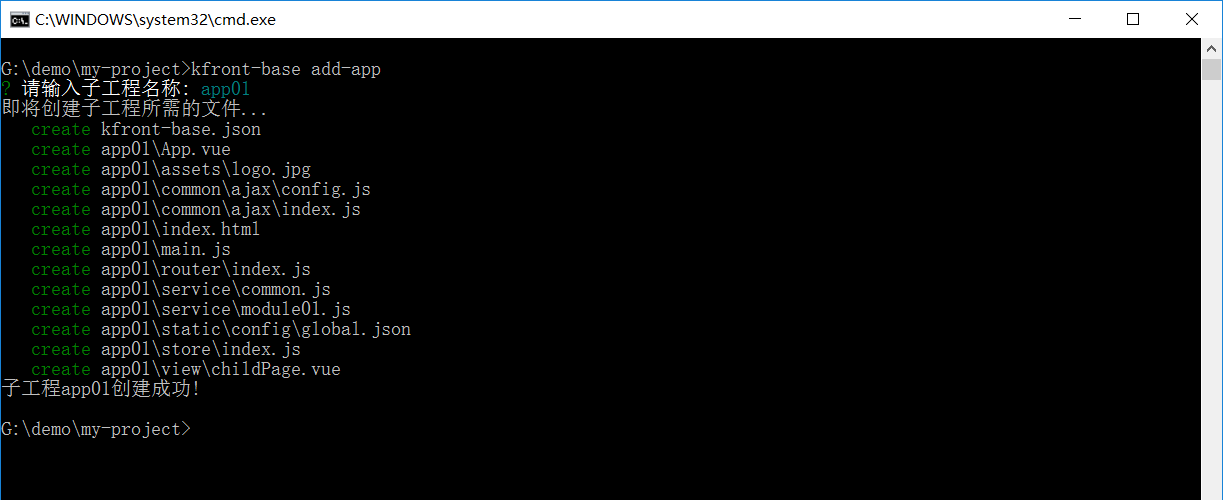 C:\WINDOWS\system32\cmd.exe
G:\demo\my-project>kfront-base add-app
? 请输入子工程名称: app01
即将创建子工程所需的文件...
create kfront-base.json
create app01\App.vue
create app01\assets\logo.jpg
create app01\common\ajax\config.js
create app01\common\ajax\index.js
create app01\index.html
create app01\main.js
create app01\router\index.js
create app01\service\common.js
create app01\service\module01.js
create app01\static\config\global.json
create app01\store\index.js
create app01\view\childPage.vue
子工程app01创建成功!
G:\demo\my-project>